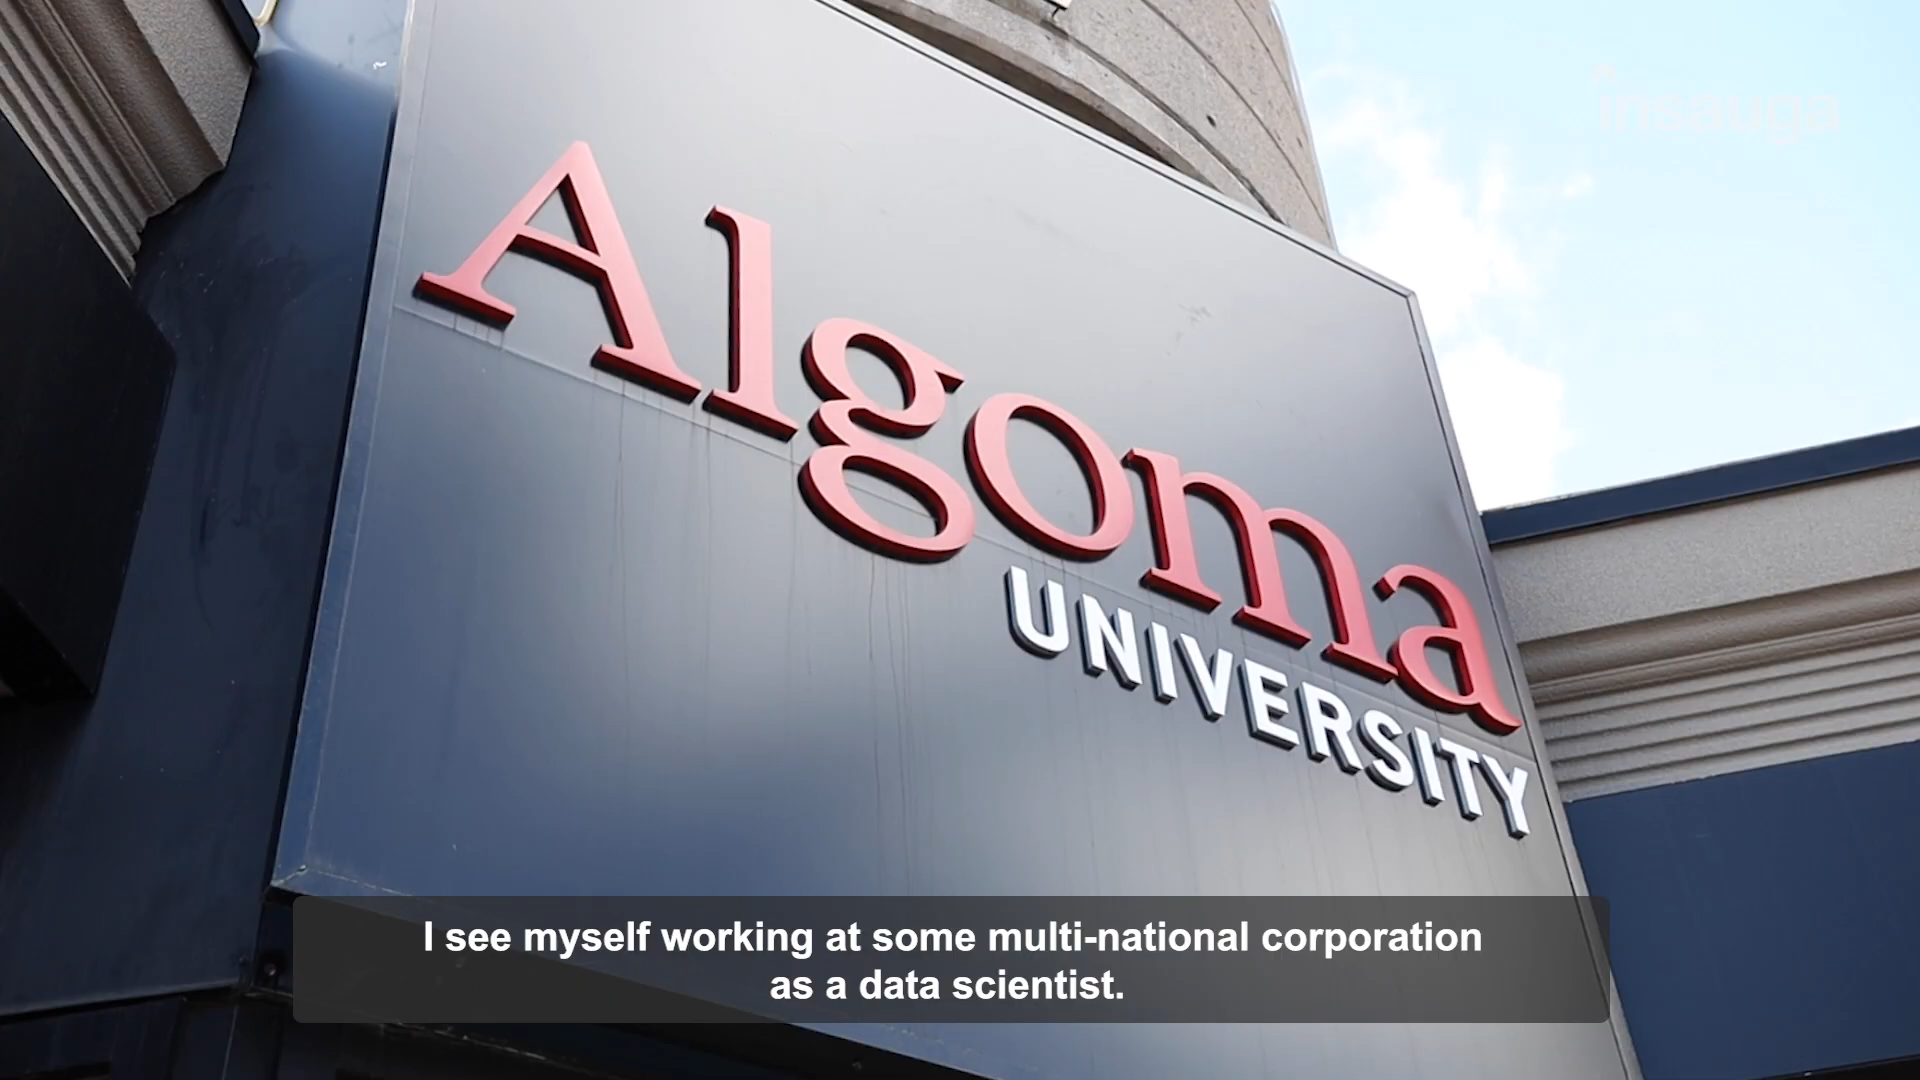 insauga
Algoma
UNIVERSITY
I see myself working at some multi-national corporation
as a data scientist.